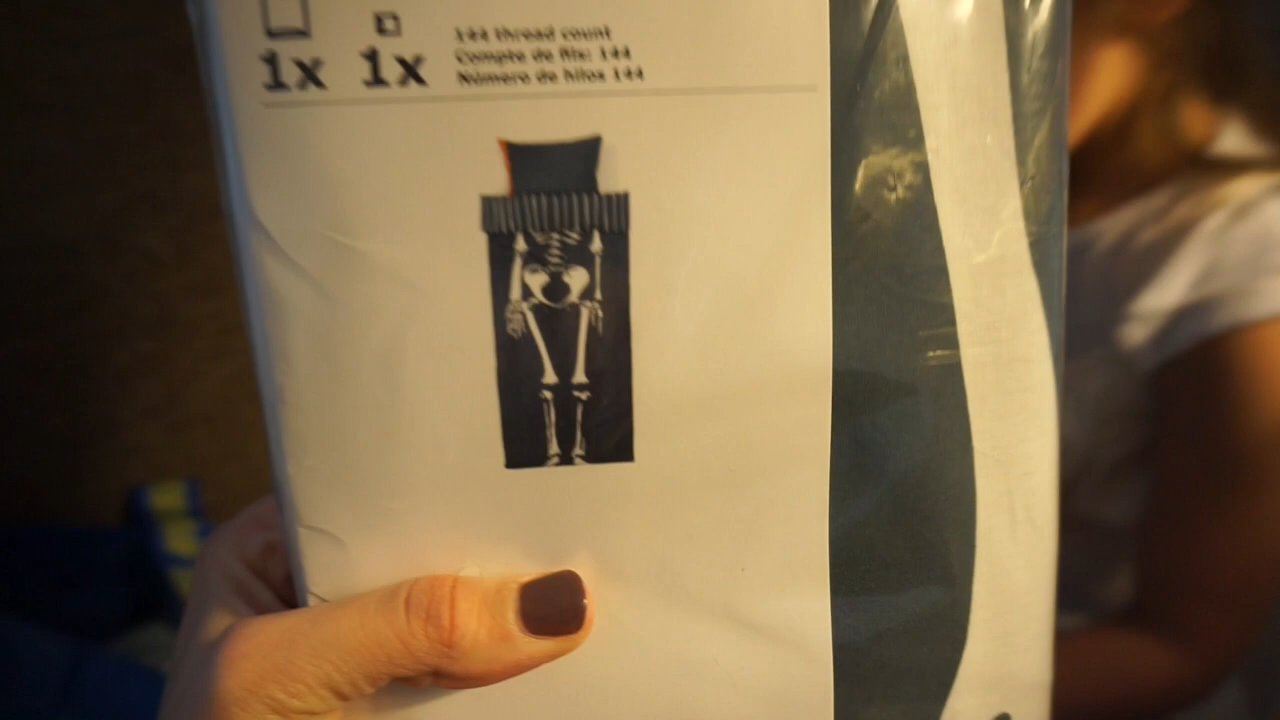 1x 1x
144 thread count
Compte de fils: 144
Número de hilos 144